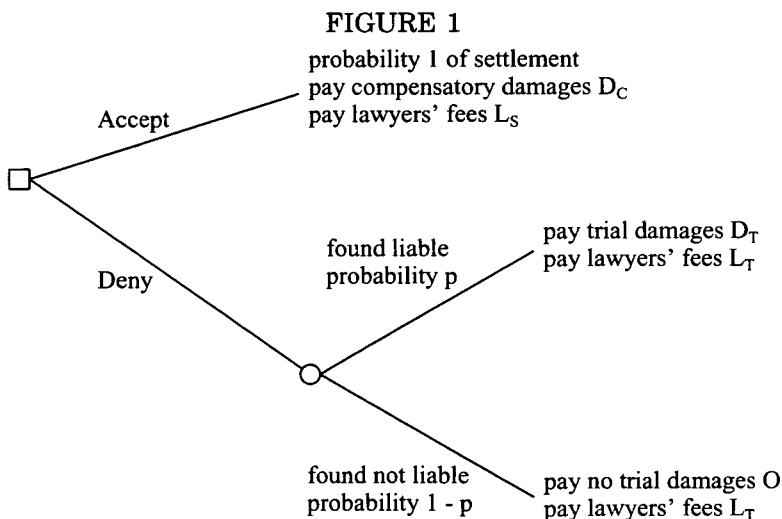 FIGURE 1
probability 1 of settlement
pay compensatory damages D_C
pay lawyers' fees L_S
Accept
Deny
found liable
probability p
pay trial damages D_T
pay lawyers' fees L_T
found not liable
probability 1 - p
pay no trial damages O
pay lawyers' fees L_T